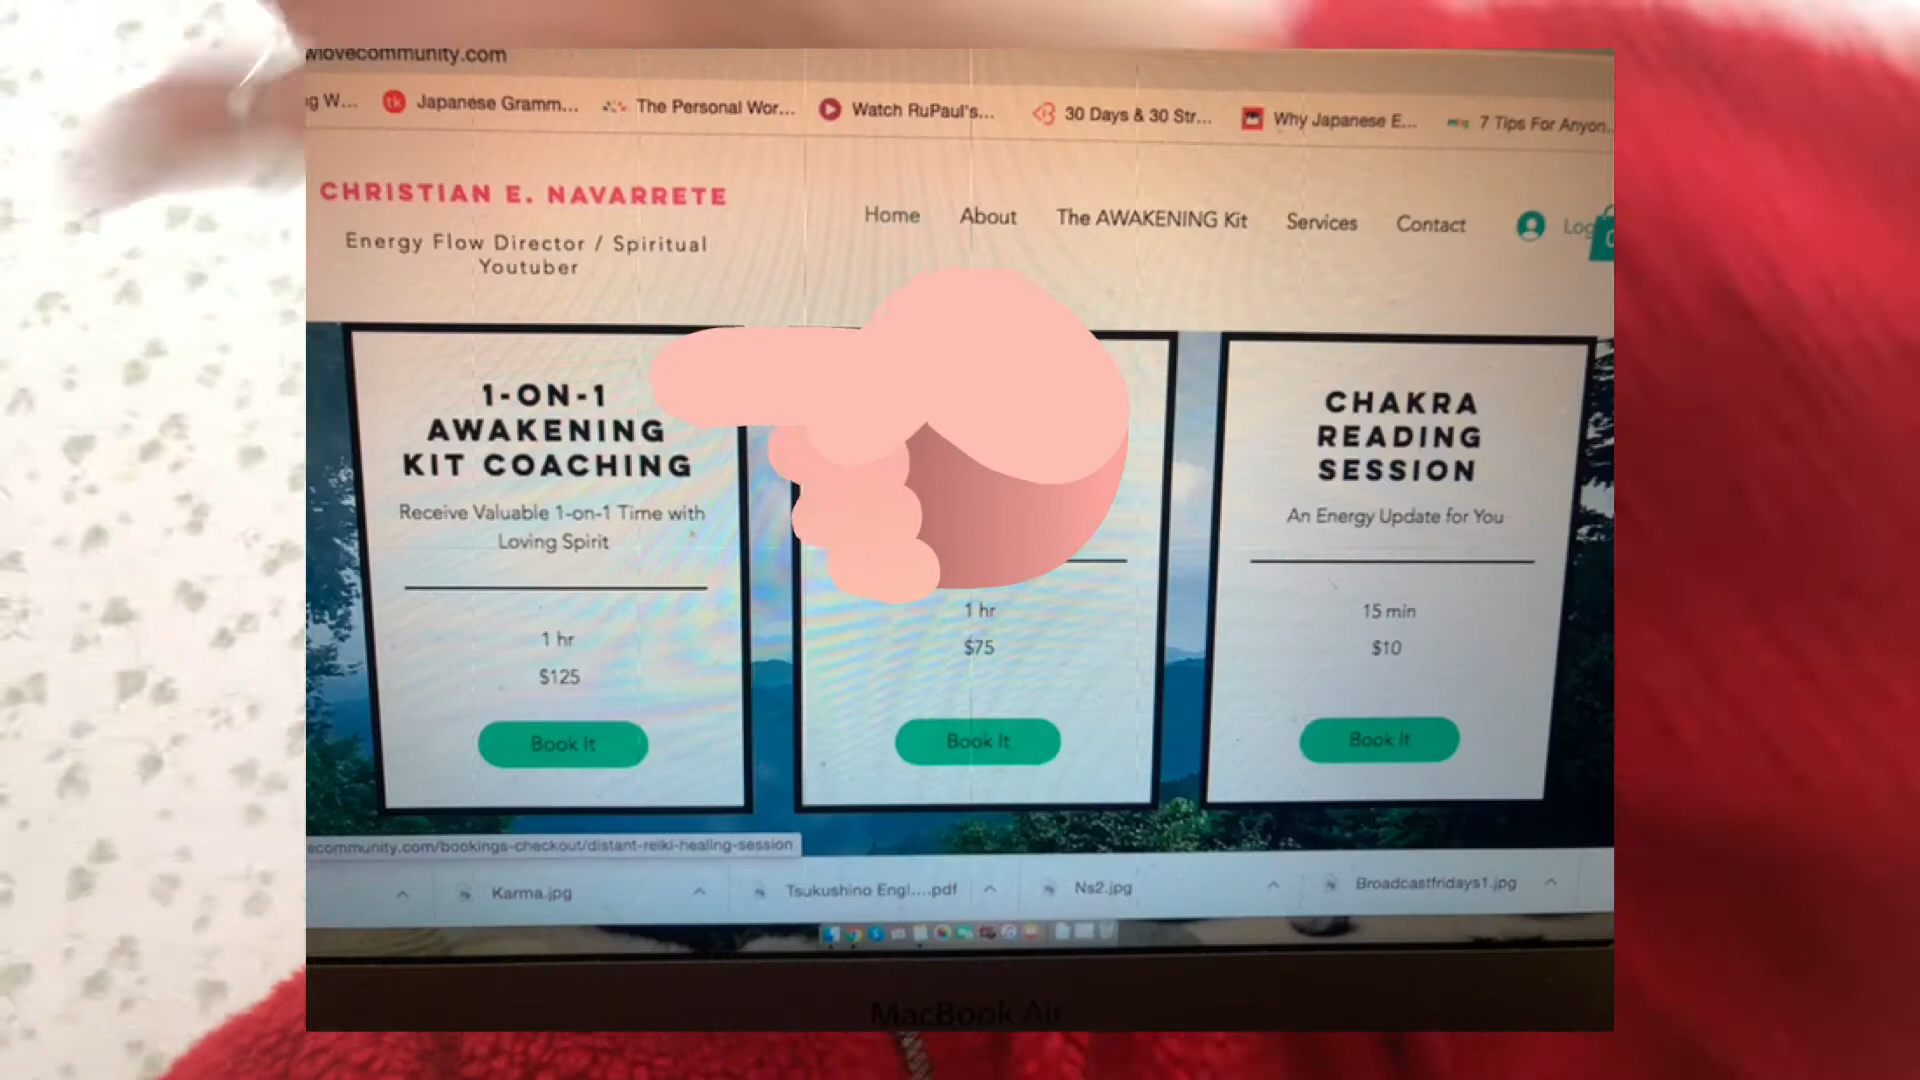 wlovecommunity.com
ng W... Japanese Gramm... The Personal Wor... Watch RuPaul's... 30 Days & 30 Str... Why Japanese E... 7 Tips For Anyon...
CHRISTIAN E. NAVARRETE
Energy Flow Director / Spiritual
Youtuber
Home About The AWAKENING Kit Services Contact Log
1-ON-1
AWAKENING
KIT COACHING
Receive Valuable 1-on-1 Time with
Loving Spirit
1 hr
$125
Book It
1 hr
$75
Book It
CHAKRA
READING
SESSION
An Energy Update for You
15 min
$10
Book It
ecommunity.com/bookings-checkout/distant-reiki-healing-session
Karma.jpg Tsukushino Engl....pdf Ns2.jpg Broadcastfridays1.jpg
MacBook Air